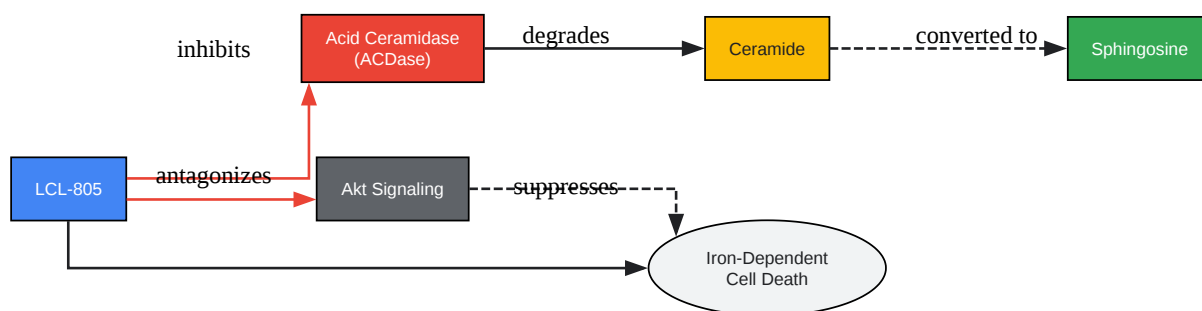 inhibits
Acid Ceramidase
(ACDase)
degrades
Ceramide
converted to
Sphingosine
LCL-805
antagonizes
Akt Signaling
suppresses
Iron-Dependent
Cell Death